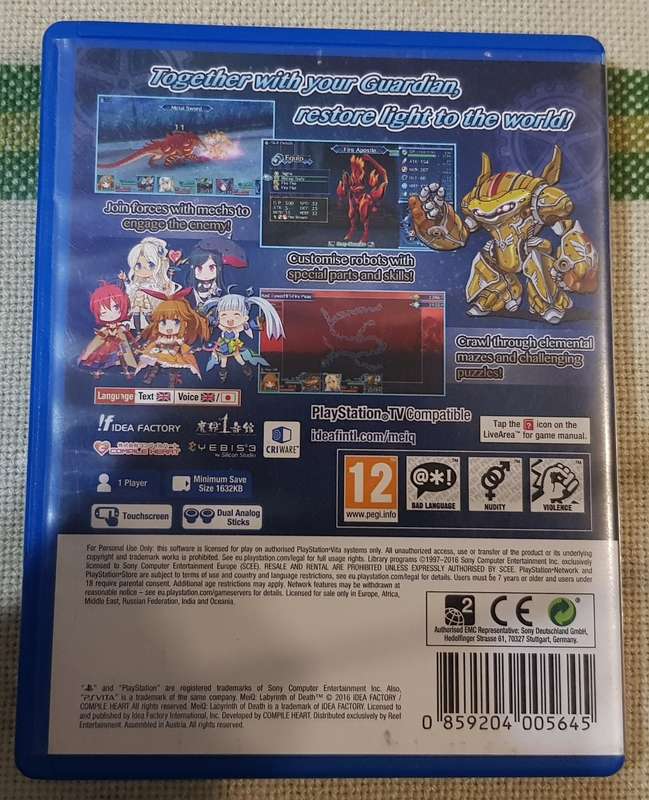 Together with your Guardian,
restore light to the world!
Metal Sword
Join forces with mechs to
engage the enemy!
Equip
Fire Apostle
Customise robots with
special parts and skills!
Crawl through elemental
mazes and challenging
puzzles!
Language Text Voice /
PlayStation®TV Compatible
ideafintl.com/meiq
Tap the ? icon on the
LiveArea™ for game manual.
!f IDEA FACTORY
COMPILE HEART
YEBIS 3
by Silicon Studio
CRIWARE™
1 Player
Minimum Save
Size 1632KB
Touchscreen
Dual Analog
Sticks
12
www.pegi.info
@*!
BAD LANGUAGE
NUDITY
VIOLENCE
For Personal Use Only: this software is licensed for play on authorised PlayStation®Vita systems only. All unauthorized access, use or transfer of the product or its underlying
copyright and trademark works is prohibited. See eu.playstation.com/legal for full usage rights. Library programs ©1997-2016 Sony Computer Entertainment Inc. exclusively
licensed to Sony Computer Entertainment Europe (SCEE). RESALE AND RENTAL ARE PROHIBITED UNLESS EXPRESSLY AUTHORISED BY SCEE. PlayStation®Network and
PlayStation®Store are subject to terms of use and country and language restrictions, see eu.playstation.com/legal for details. Users must be 7 years or older and users under
18 require parental consent. Additional age restrictions may apply. Network features may be withdrawn at
reasonable notice – see eu.playstation.com/gameservers for details. Licensed for sale only in Europe, Africa,
Middle East, Russian Federation, India and Oceania.
2 CE
Authorised EMC Representative: Sony Deutschland GmbH,
Hedelfinger Strasse 61, 70327 Stuttgart, Germany.
"PS" and "PlayStation" are registered trademarks of Sony Computer Entertainment Inc. Also,
"PSVITA" is a trademark of the same company. MeiQ: Labyrinth of Death™ © 2016 IDEA FACTORY /
COMPILE HEART All rights reserved. MeiQ: Labyrinth of Death is a trademark of IDEA FACTORY. Licensed to
and published by Idea Factory International, Inc. Developed by COMPILE HEART. Distributed exclusively by Reef
Entertainment. Assembled in Austria. All rights reserved.
0 859204 005645